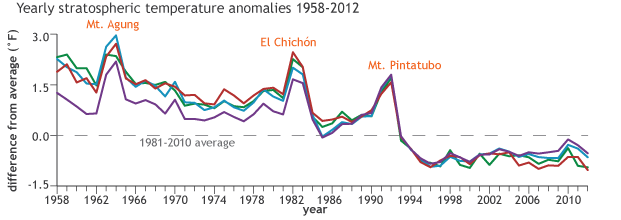 Yearly stratospheric temperature anomalies 1958-2012
Mt. Agung
El Chichón
Mt. Pintatubo
difference from average (°F)
3.0
1.5
0.0
-1.5
1981-2010 average
1958 1962 1966 1970 1974 1978 1982 1986 1990 1994 1998 2002 2006 2010
year